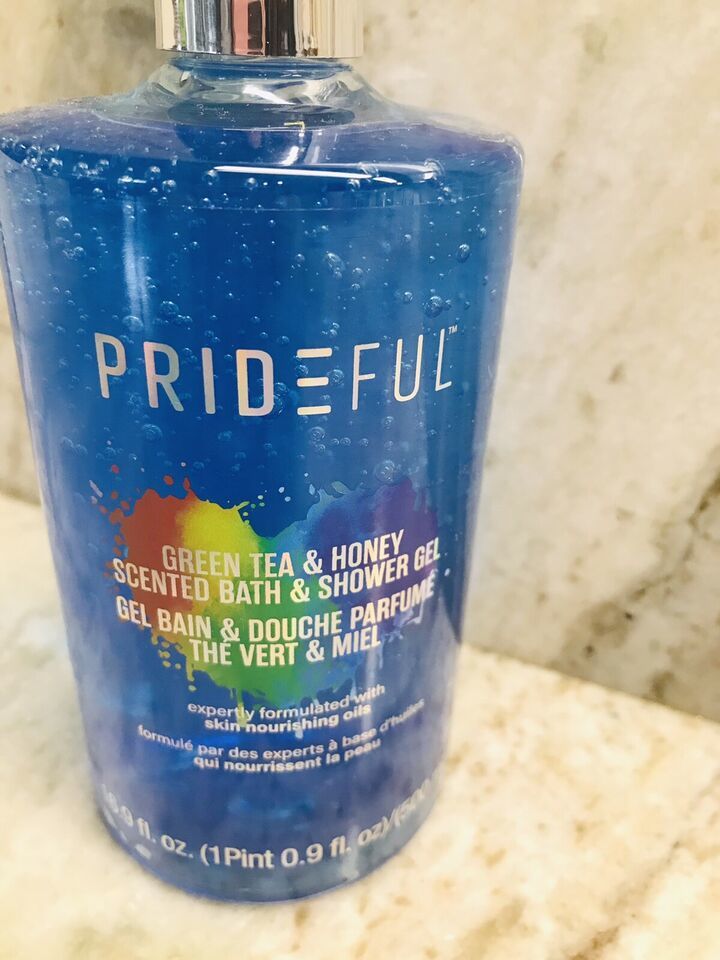 PRIDEFUL™
GREEN TEA & HONEY
SCENTED BATH & SHOWER GEL
GEL BAIN & DOUCHE PARFUMÉ
THÉ VERT & MIEL
expertly formulated with
skin nourishing oils
formulé par des experts à base d'huiles
qui nourrissent la peau
fl. oz. (1Pint 0.9 fl. oz)/(500